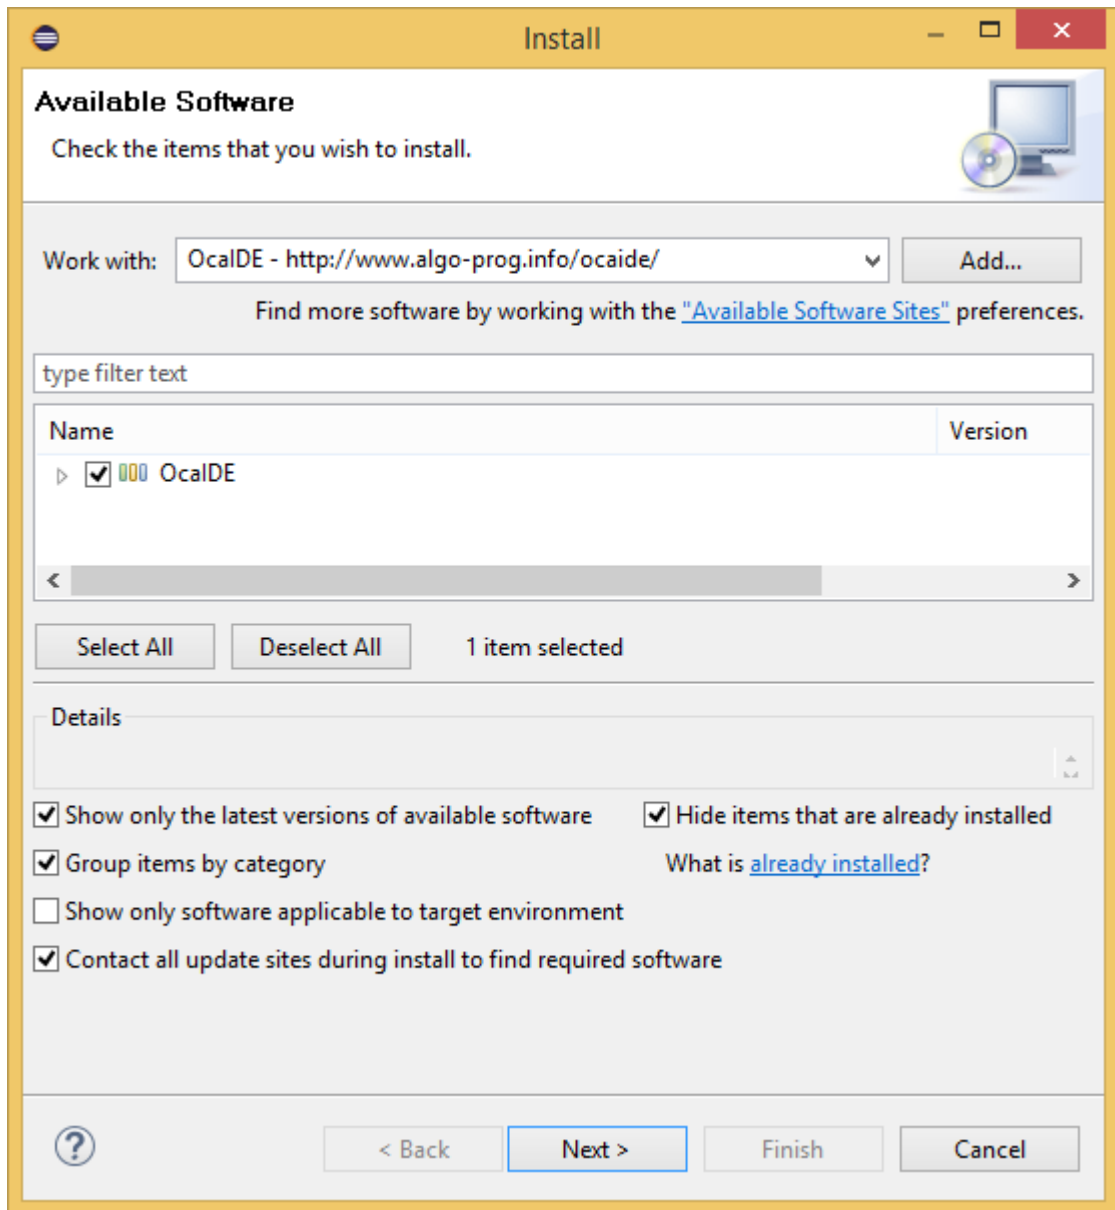 Install
Available Software
Check the items that you wish to install.
Work with: OcaIDE - http://www.algo-prog.info/ocaide/ Add...
Find more software by working with the "Available Software Sites" preferences.
type filter text
Name Version
OcaIDE
Select All Deselect All 1 item selected
Details
Show only the latest versions of available software Hide items that are already installed
Group items by category What is already installed?
Show only software applicable to target environment
Contact all update sites during install to find required software
? < Back Next > Finish Cancel